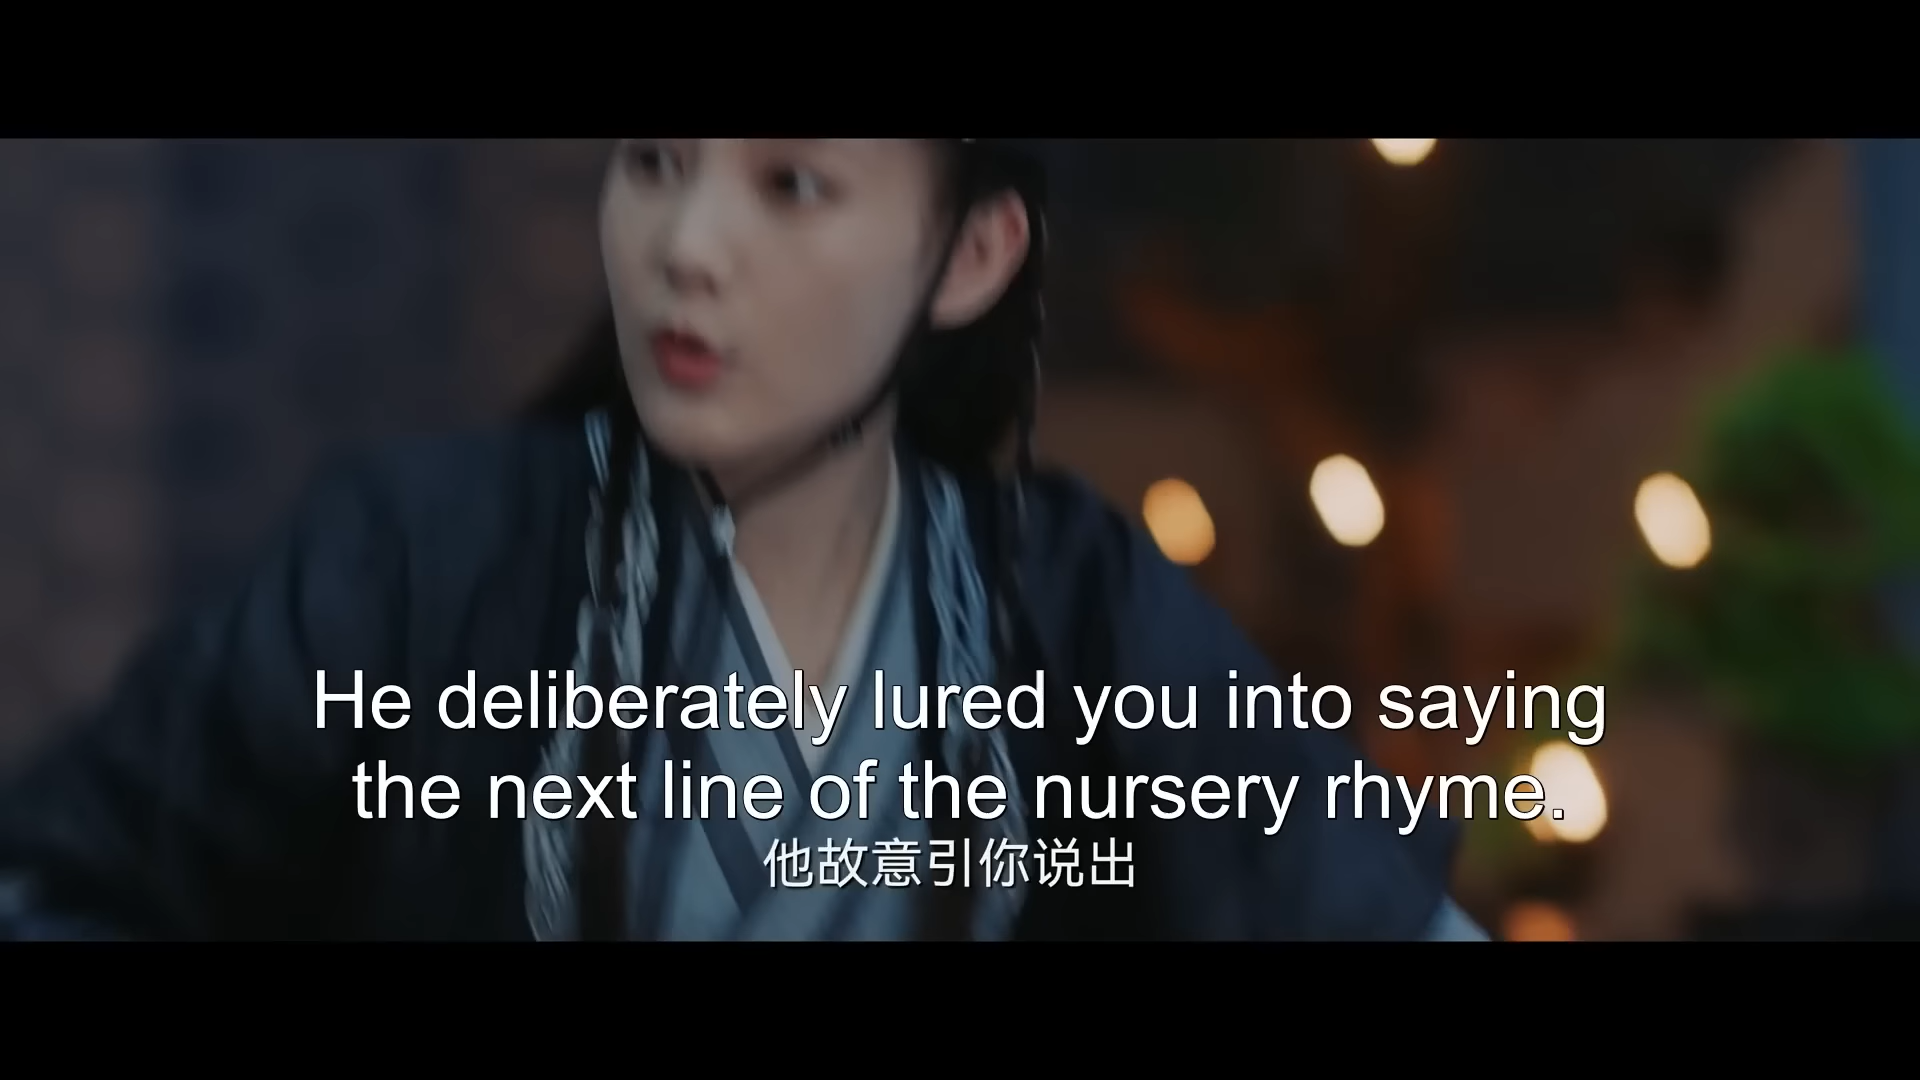 He deliberately lured you into saying
the next line of the nursery rhyme.
他故意引你说出